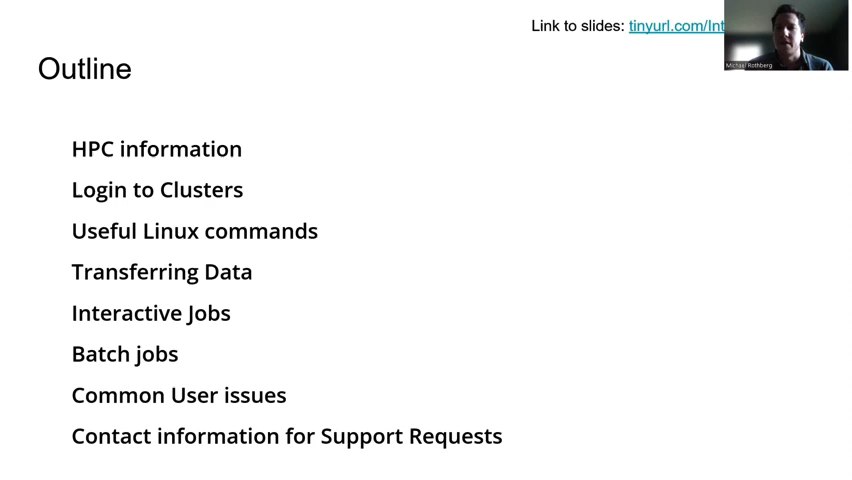 Link to slides: tinyurl.com/Int
Michael Rothberg
Outline
HPC information
Login to Clusters
Useful Linux commands
Transferring Data
Interactive Jobs
Batch jobs
Common User issues
Contact information for Support Requests